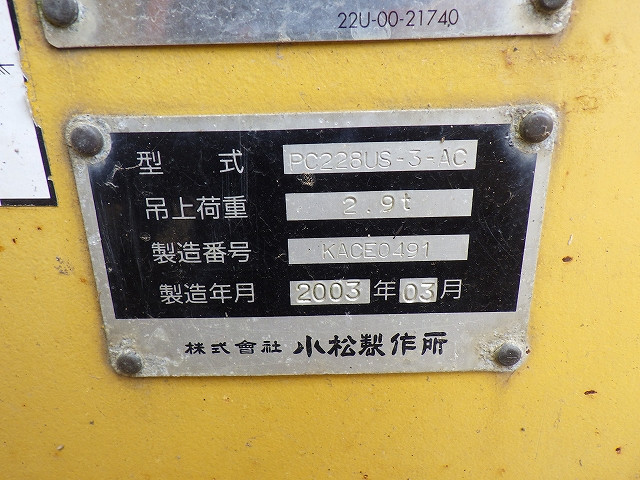 22U-00-21740
型式 PC228US-3-AC
吊上荷重 2.9t
製造番号 KACE0491
製造年月 2003年03月
株式會社 小松製作所